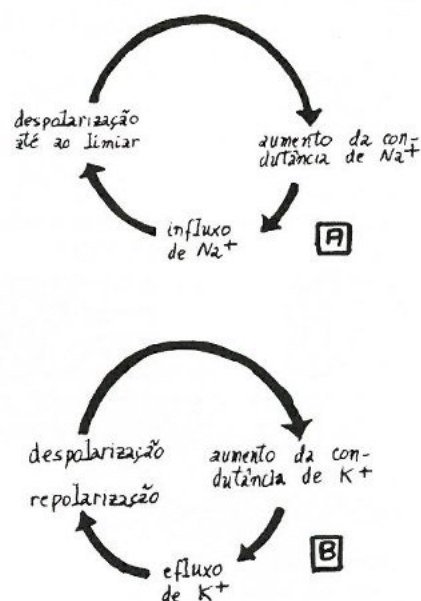 despolarização
até ao limiar
aumento da con-
dutância de Na+
influxo
de Na+
A
despolarização
repolarização
aumento da con-
dutância de K+
efluxo
de K+
B